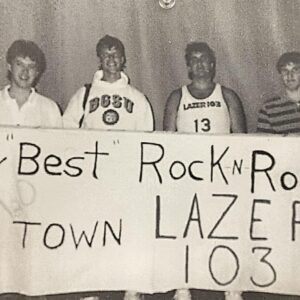 BGSU
LAZER 103
13
"Best" Rock-N-Ro
TOWN LAZE
103